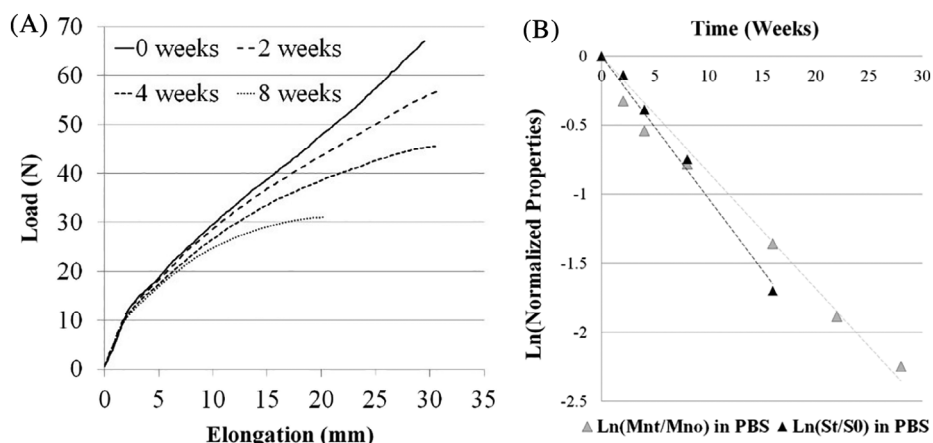 (A)
70
60
50
40
30
20
10
0
Load (N)
0 weeks
2 weeks
4 weeks
8 weeks
0 5 10 15 20 25 30 35
Elongation (mm)
(B)
Time (Weeks)
0 5 10 15 20 25 30
0
-0.5
-1
-1.5
-2
-2.5
Ln(Normalized Properties)
Ln(Mnt/Mno) in PBS
Ln(St/S0) in PBS